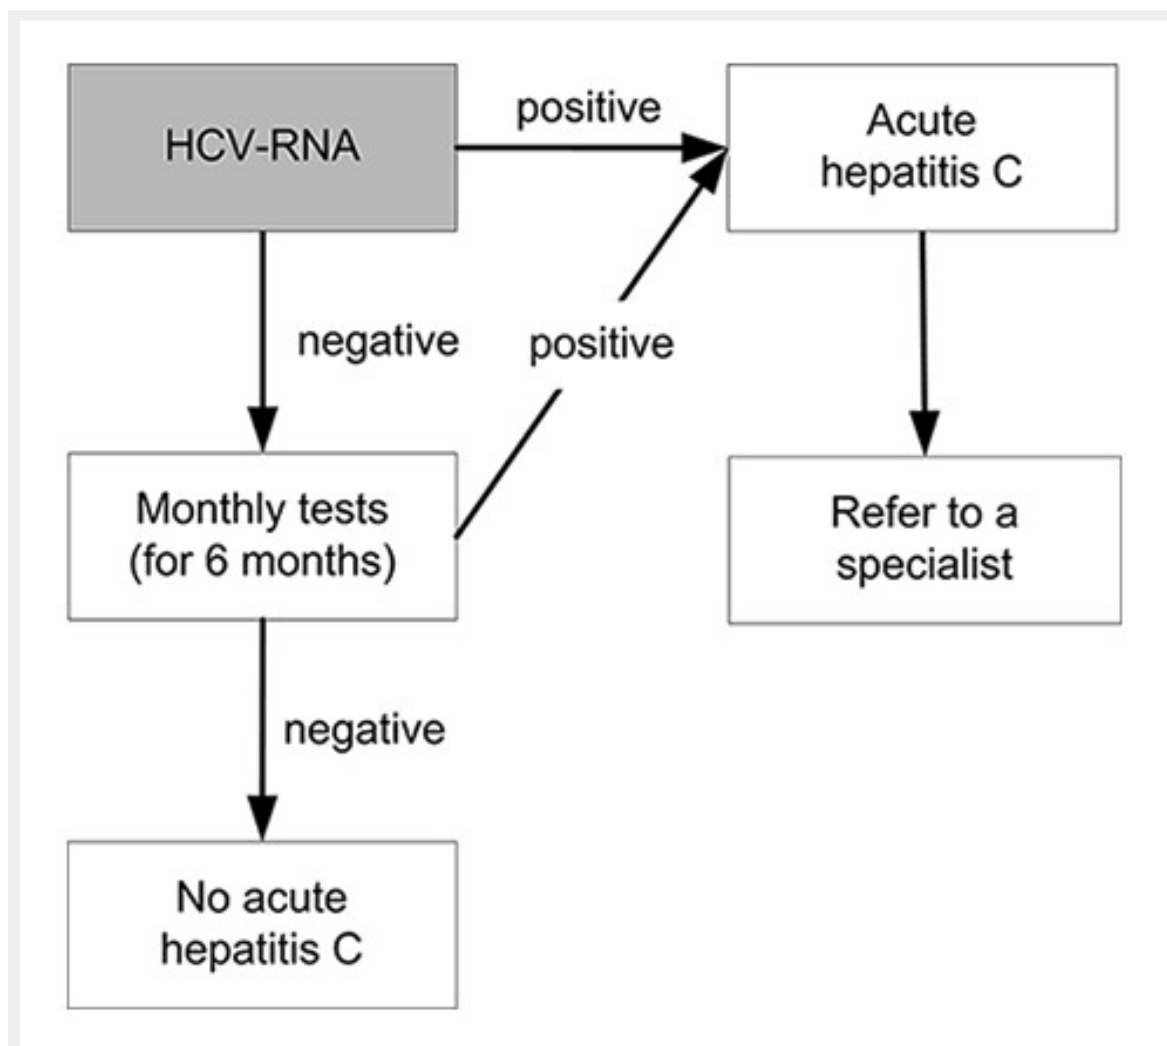 HCV-RNA
positive
Acute
hepatitis C
negative
positive
Monthly tests
(for 6 months)
Refer to a
specialist
negative
No acute
hepatitis C